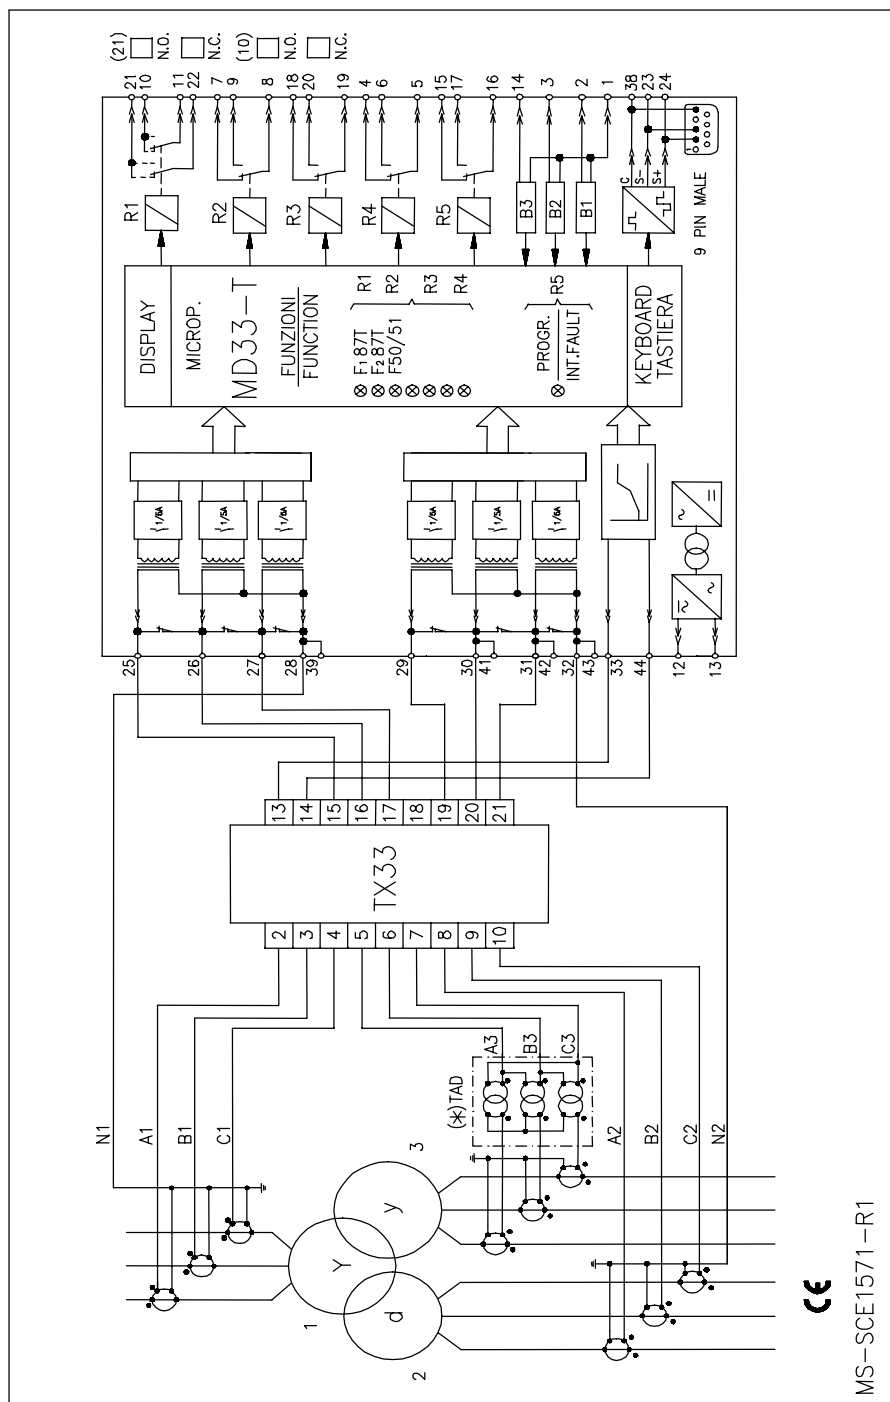 (21) N.O. N.C. (10) N.O. N.C.
21 10 11 22 7 9 8 18 20 19 4 6 5 15 17 16 14 3 2 1 38 23 24
C S- S+
9 PIN MALE
R1 R2 R3 R4 R5 B3 B2 B1
DISPLAY
MICROP.
MD33-T
FUNZIONI
FUNCTION
R1 R2 R3 R4
F1 87T
F2 87T
F50/51
R5
PROGR.
INT.FAULT
KEYBOARD
TASTIERA
1/5A 1/5A 1/5A 1/5A 1/5A 1/5A
25 26 27 28 39 29 30 41 31 42 32 43 33 44 12 13
13 14 15 16 17 18 19 20 21
TX33
2 3 4 5 6 7 8 9 10
N1 A1 B1 C1
(*)TAD
A3 B3 C3
A2 B2 C2 N2
1 Y
2 d
3 y
CE
MS-SCE1571-R1